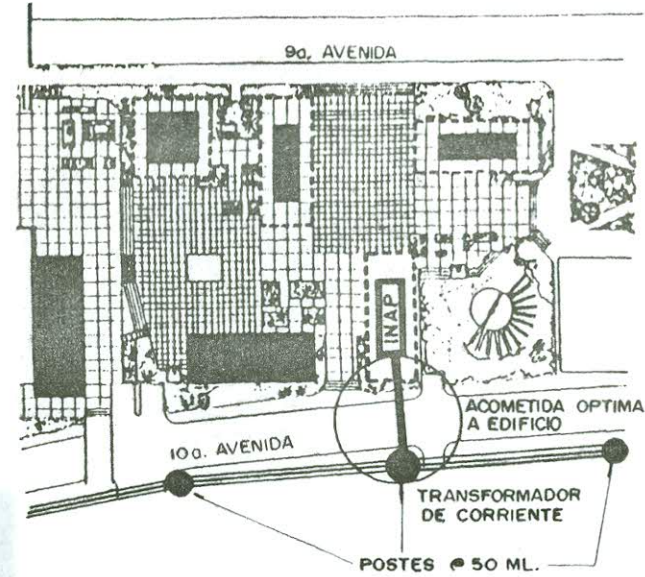 9a. AVENIDA
INAP
ACOMETIDA OPTIMA
A EDIFICIO
10a. AVENIDA
TRANSFORMADOR
DE CORRIENTE
POSTES @ 50 ML.